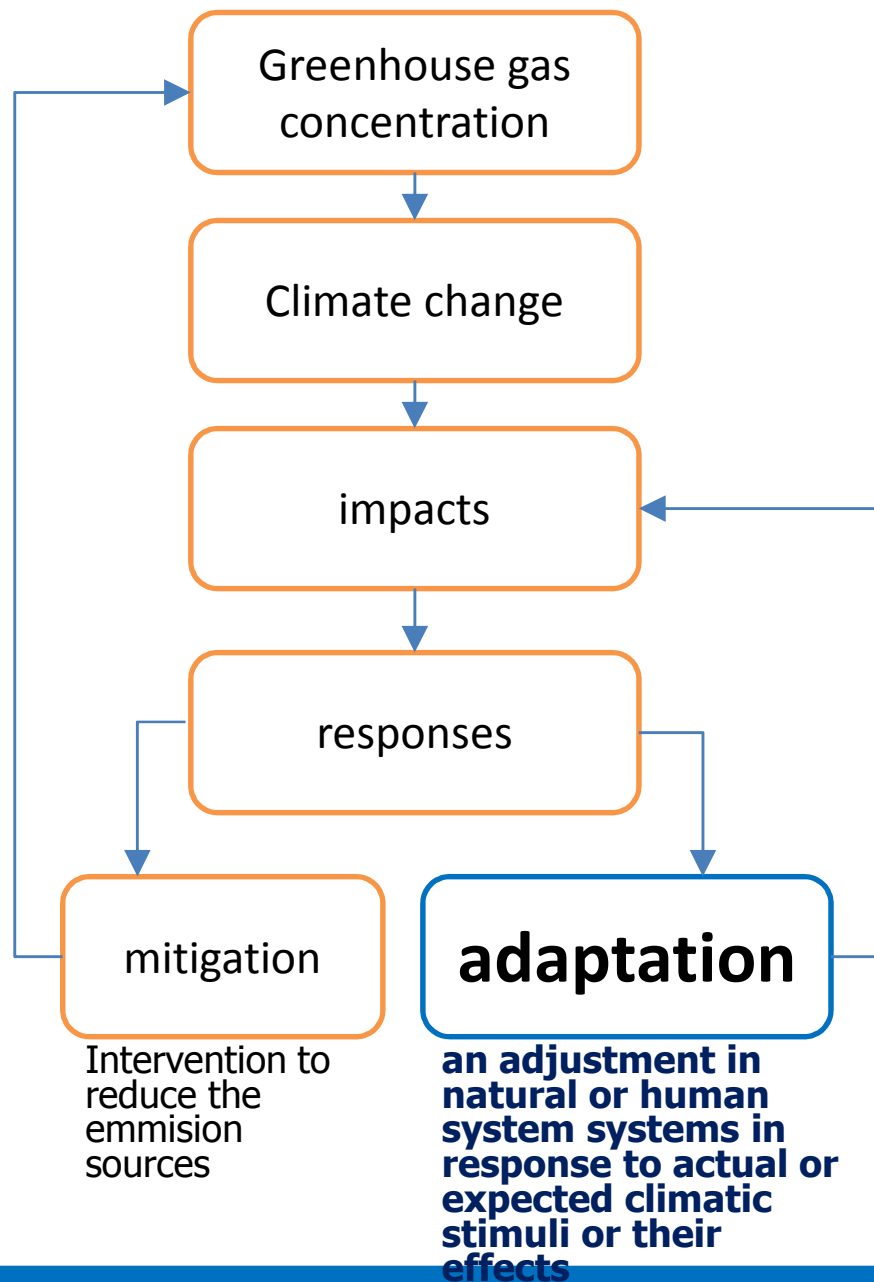 Greenhouse gas
concentration
Climate change
impacts
responses
mitigation
adaptation
Intervention to
reduce the
emmision
sources
an adjustment in
natural or human
system systems in
response to actual or
expected climatic
stimuli or their
effects